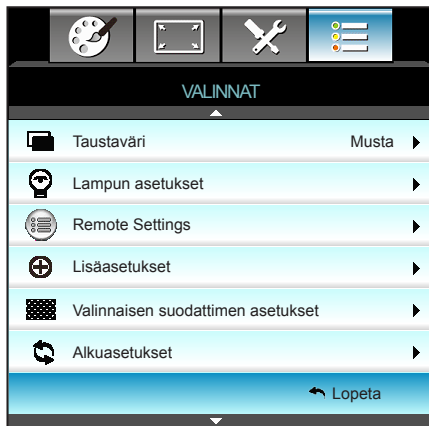 VALINNAT
Taustaväri Musta
Lampun asetukset
Remote Settings
Lisäasetukset
Valinnaisen suodattimen asetukset
Alkuasetukset
Lopeta